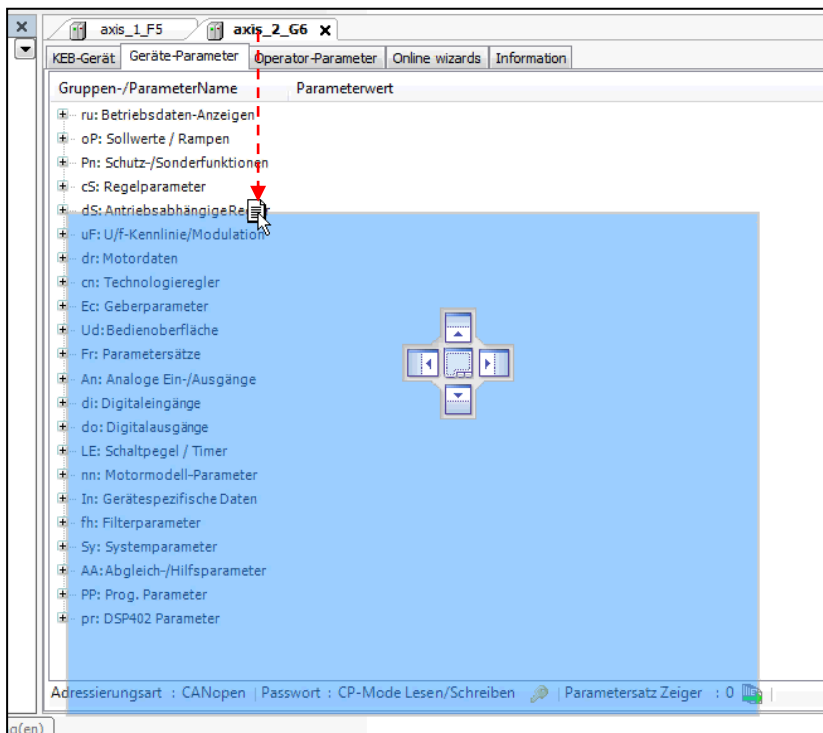 axis_1_F5 axis_2_G6
KEB-Gerät Geräte-Parameter Operator-Parameter Online wizards Information
Gruppen-/ParameterName Parameterwert
ru: Betriebsdaten-Anzeigen
oP: Sollwerte / Rampen
Pn: Schutz-/Sonderfunktionen
cS: Regelparameter
dS: Antriebsabhängige
uF: U/f-Kennlinie/Modulation
dr: Motordaten
cn: Technologieregler
Ec: Geberparameter
Ud: Bedienoberfläche
Fr: Parametersätze
An: Analoge Ein-/Ausgänge
di: Digitaleingänge
do: Digitalausgänge
LE: Schaltpegel / Timer
nn: Motormodell-Parameter
In: Gerätespezifische Daten
fh: Filterparameter
Sy: Systemparameter
AA: Abgleich-/Hilfsparameter
PP: Prog. Parameter
pr: DSP402 Parameter
Adressierungsart : CANopen | Passwort : CP-Mode Lesen/Schreiben | Parametersatz Zeiger : 0 |
g(en)